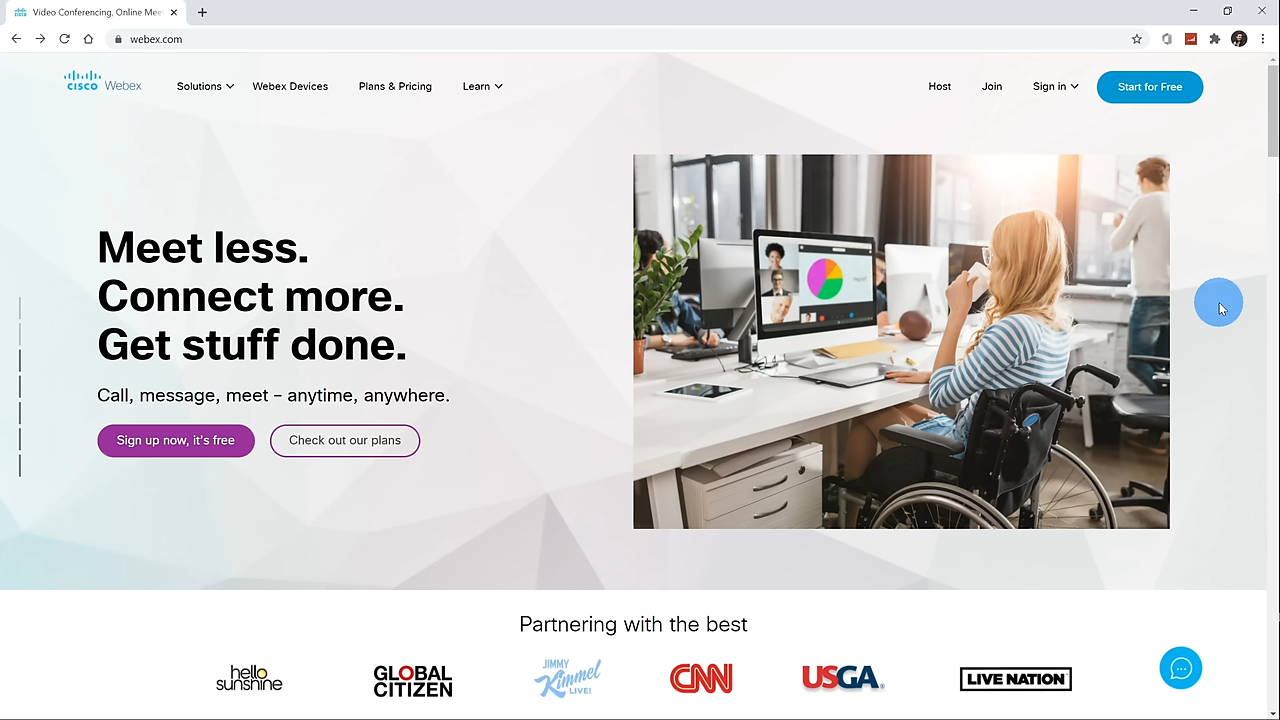 Video Conferencing, Online Mee
webex.com
CISCO Webex
Solutions
Webex Devices
Plans & Pricing
Learn
Host
Join
Sign in
Start for Free
Meet less.
Connect more.
Get stuff done.
Call, message, meet – anytime, anywhere.
Sign up now, it's free
Check out our plans
Partnering with the best
hello
sunshine
GLOBAL
CITIZEN
JIMMY
Kimmel
LIVE!
CNN
USGA
LIVE NATION